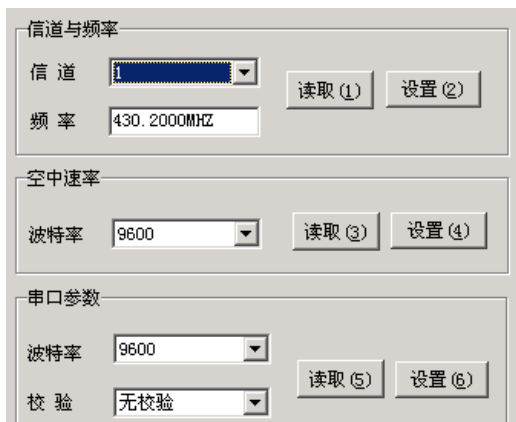 信道与频率
信 道 1 读取(1) 设置(2)
频 率 430.2000MHZ
空中速率
波特率 9600 读取(3) 设置(4)
串口参数
波特率 9600
读取(5) 设置(6)
校 验 无校验